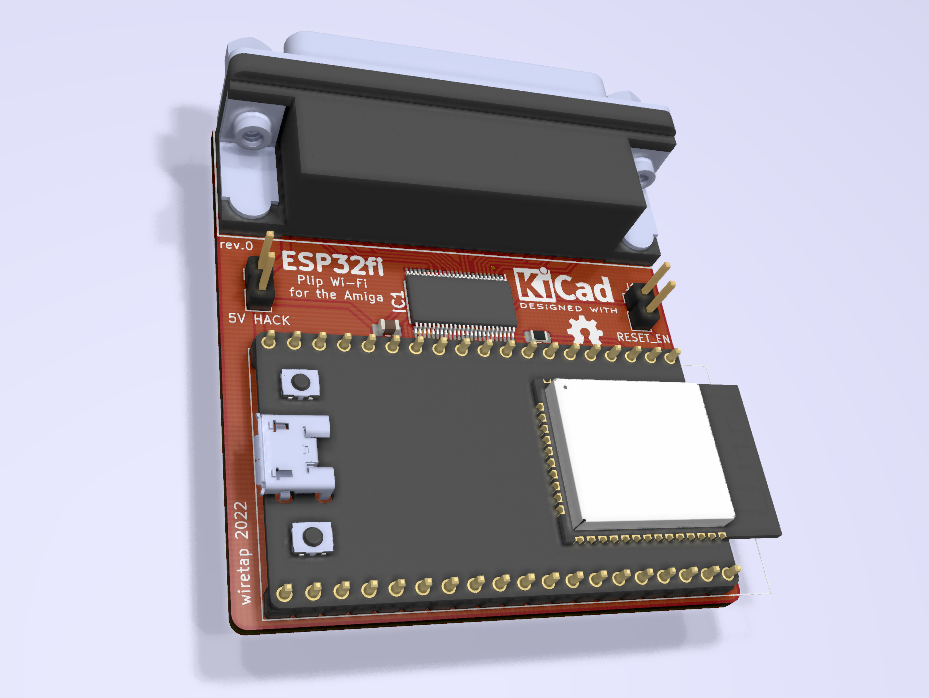 rev.0
ESP32fi
Plip Wi-Fi
for the Amiga
IC1
KiCad
DESIGNED WITH
5V HACK
RESET_EN
wiretap 2022